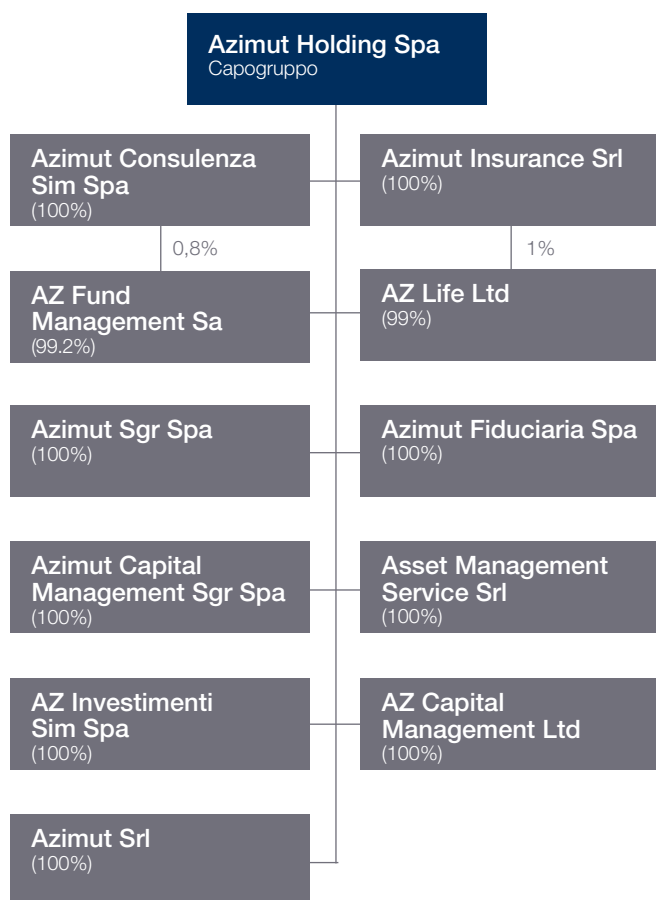 Azimut Holding Spa
Capogruppo
Azimut Consulenza
Sim Spa
(100%)
Azimut Insurance Srl
(100%)
0,8%
1%
AZ Fund
Management Sa
(99.2%)
AZ Life Ltd
(99%)
Azimut Sgr Spa
(100%)
Azimut Fiduciaria Spa
(100%)
Azimut Capital
Management Sgr Spa
(100%)
Asset Management
Service Srl
(100%)
AZ Investimenti
Sim Spa
(100%)
AZ Capital
Management Ltd
(100%)
Azimut Srl
(100%)